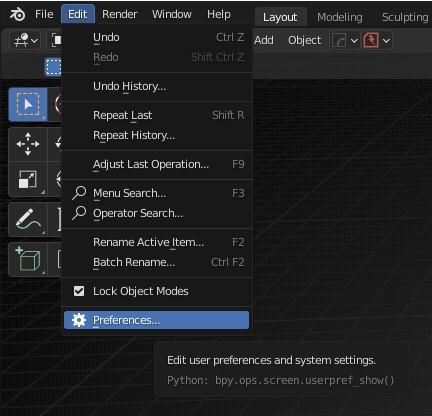 File Edit Render Window Help Layout Modeling Sculpting
Add Object
Undo Ctrl Z
Redo Shift Ctrl Z
Undo History...
Repeat Last Shift R
Repeat History...
Adjust Last Operation... F9
Menu Search... F3
Operator Search...
Rename Active Item... F2
Batch Rename... Ctrl F2
Lock Object Modes
Preferences...
Edit user preferences and system settings.
Python: bpy.ops.screen.userpref_show()